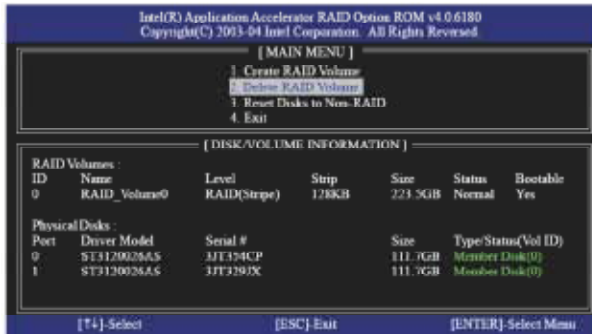 Intel(R) Application Accelerator RAID Option ROM v4.0.6180
Copyright(C) 2003-04 Intel Corporation. All Rights Reversed.
[ MAIN MENU ]
1. Create RAID Volume
2. Delete RAID Volume
3. Reset Disks to Non-RAID
4. Exit
[ DISK/VOLUME INFORMATION ]
RAID Volumes :
ID Name Level Strip Size Status Bootable
0 RAID_Volume0 RAID(Stripe) 128KB 223.5GB Normal Yes
Physical Disks :
Port Driver Model Serial # Size Type/Status(Vol ID)
0 ST3120026AS 3JT354CP 111.7GB Member Disk(0)
1 ST3120026AS 3JT329JX 111.7GB Member Disk(0)
[↑↓]-Select [ESC]-Exit [ENTER]-Select Menu